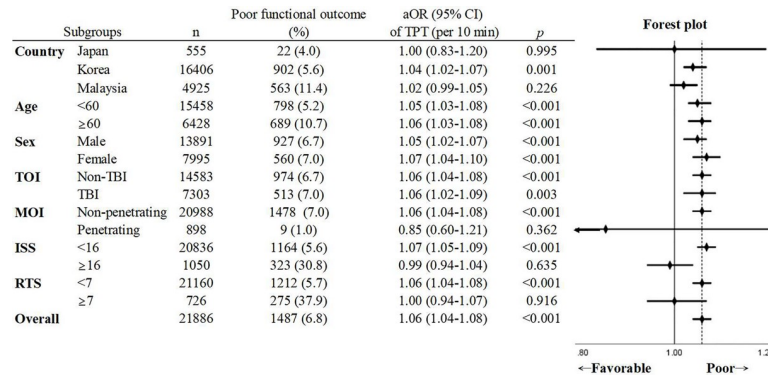 Poor functional outcome aOR (95% CI) Forest plot
Subgroups n (%) of TPT (per 10 min) p
Country Japan 555 22 (4.0) 1.00 (0.83-1.20) 0.995
Korea 16406 902 (5.6) 1.04 (1.02-1.07) 0.001
Malaysia 4925 563 (11.4) 1.02 (0.99-1.05) 0.226
Age <60 15458 798 (5.2) 1.05 (1.03-1.08) <0.001
≥60 6428 689 (10.7) 1.06 (1.03-1.08) <0.001
Sex Male 13891 927 (6.7) 1.05 (1.02-1.07) <0.001
Female 7995 560 (7.0) 1.07 (1.04-1.10) <0.001
TOI Non-TBI 14583 974 (6.7) 1.06 (1.04-1.08) <0.001
TBI 7303 513 (7.0) 1.06 (1.02-1.09) 0.003
MOI Non-penetrating 20988 1478 (7.0) 1.06 (1.04-1.08) <0.001
Penetrating 898 9 (1.0) 0.85 (0.60-1.21) 0.362
ISS <16 20836 1164 (5.6) 1.07 (1.05-1.09) <0.001
≥16 1050 323 (30.8) 0.99 (0.94-1.04) 0.635
RTS <7 21160 1212 (5.7) 1.06 (1.04-1.08) <0.001
≥7 726 275 (37.9) 1.00 (0.94-1.07) 0.916
Overall 21886 1487 (6.8) 1.06 (1.04-1.08) <0.001
.80 1.00 1.2
←Favorable Poor→